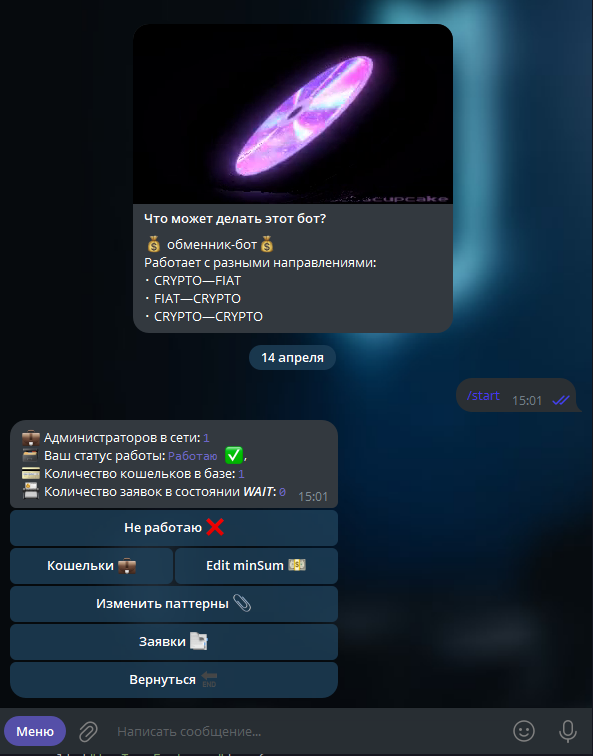 cupcake
Что может делать этот бот?
💰 обменник-бот💰
Работает с разными направлениями:
· CRYPTO—FIAT
· FIAT—CRYPTO
· CRYPTO—CRYPTO
14 апреля
/start 15:01
💼 Администраторов в сети: 1
Ваш статус работы: Работаю ✅,
💳 Количество кошельков в базе: 1
Количество заявок в состоянии WAIT: 0 15:01
Не работаю ❌
Кошельки 💼 Edit minSum 💵
Изменить паттерны 📎
Заявки 📑
Вернуться 🔚
Меню Написать сообщение...